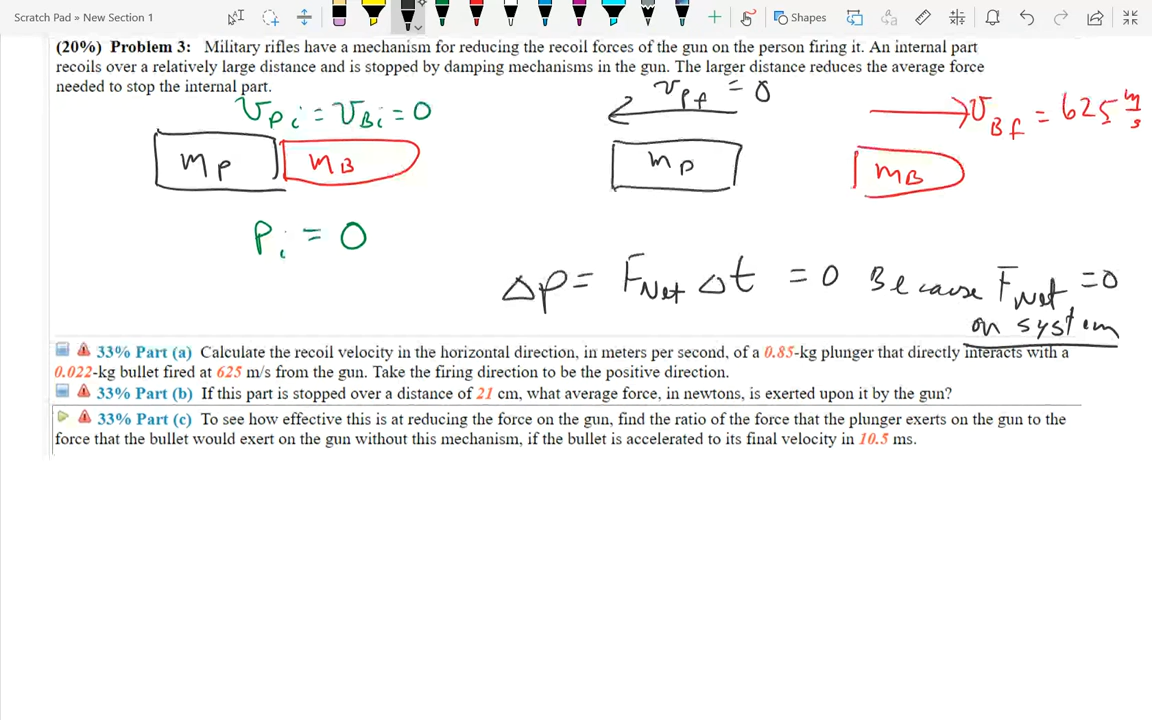 Scratch Pad » New Section 1
Shapes
(20%) Problem 3: Military rifles have a mechanism for reducing the recoil forces of the gun on the person firing it. An internal part
recoils over a relatively large distance and is stopped by damping mechanisms in the gun. The larger distance reduces the average force
needed to stop the internal part.
v_Pi = v_Bi = 0
v_Pf = 0
v_Bf = 625 m/s
m_P
m_B
m_P
m_B
P_i = 0
Δp = F_Net Δt = 0 Because F_Net = 0
on system
33% Part (a) Calculate the recoil velocity in the horizontal direction, in meters per second, of a 0.85-kg plunger that directly interacts with a
0.022-kg bullet fired at 625 m/s from the gun. Take the firing direction to be the positive direction.
33% Part (b) If this part is stopped over a distance of 21 cm, what average force, in newtons, is exerted upon it by the gun?
33% Part (c) To see how effective this is at reducing the force on the gun, find the ratio of the force that the plunger exerts on the gun to the
force that the bullet would exert on the gun without this mechanism, if the bullet is accelerated to its final velocity in 10.5 ms.